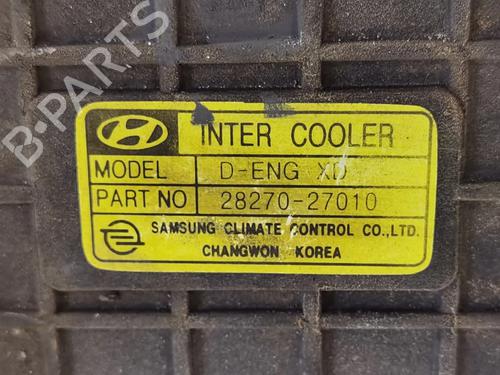 B-PARTS
INTER COOLER
MODEL D-ENG XD
PART NO 28270-27010
SAMSUNG CLIMATE CONTROL CO.,LTD.
CHANGWON KOREA